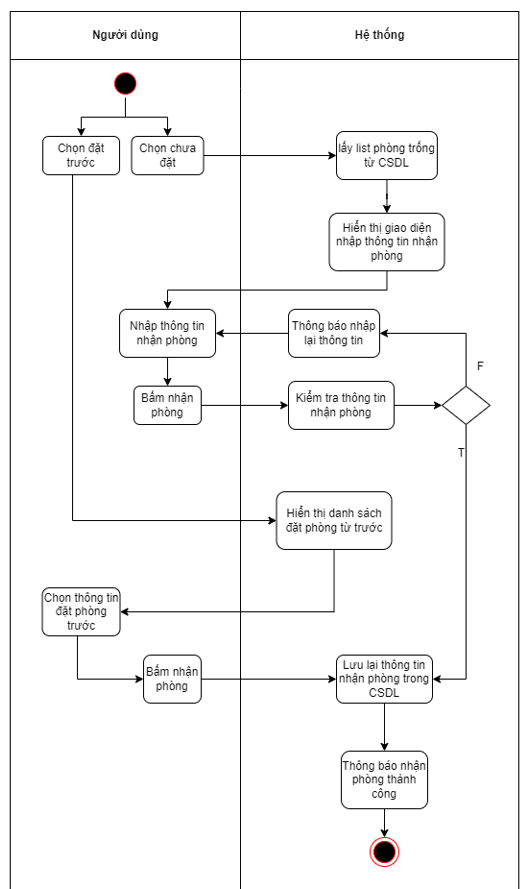 Người dùng
Hệ thống
Chọn đặt
trước
Chọn chưa
đặt
lấy list phòng trống
từ CSDL
Hiển thị giao diện
nhập thông tin nhận
phòng
Nhập thông tin
nhận phòng
Thông báo nhập
lại thông tin
F
Bấm nhận
phòng
Kiểm tra thông tin
nhận phòng
T
Hiển thị danh sách
đặt phòng từ trước
Chọn thông tin
đặt phòng
trước
Bấm nhận
phòng
Lưu lại thông tin
nhận phòng trong
CSDL
Thông báo nhận
phòng thành
công